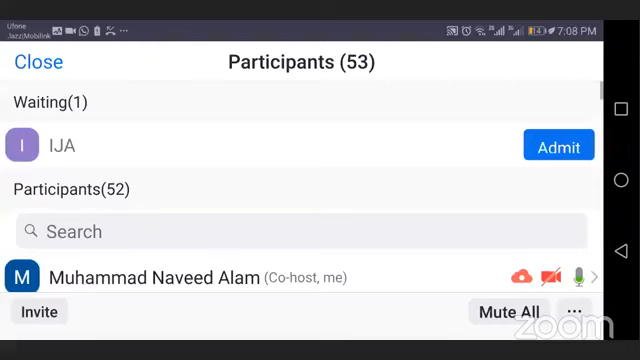 Ufone
Jazz|Mobilink
14
7:08 PM
Close
Participants (53)
Waiting(1)
I
IJA
Admit
Participants(52)
Search
M
Muhammad Naveed Alam (Co-host, me)
Invite
Mute All
...
zoom